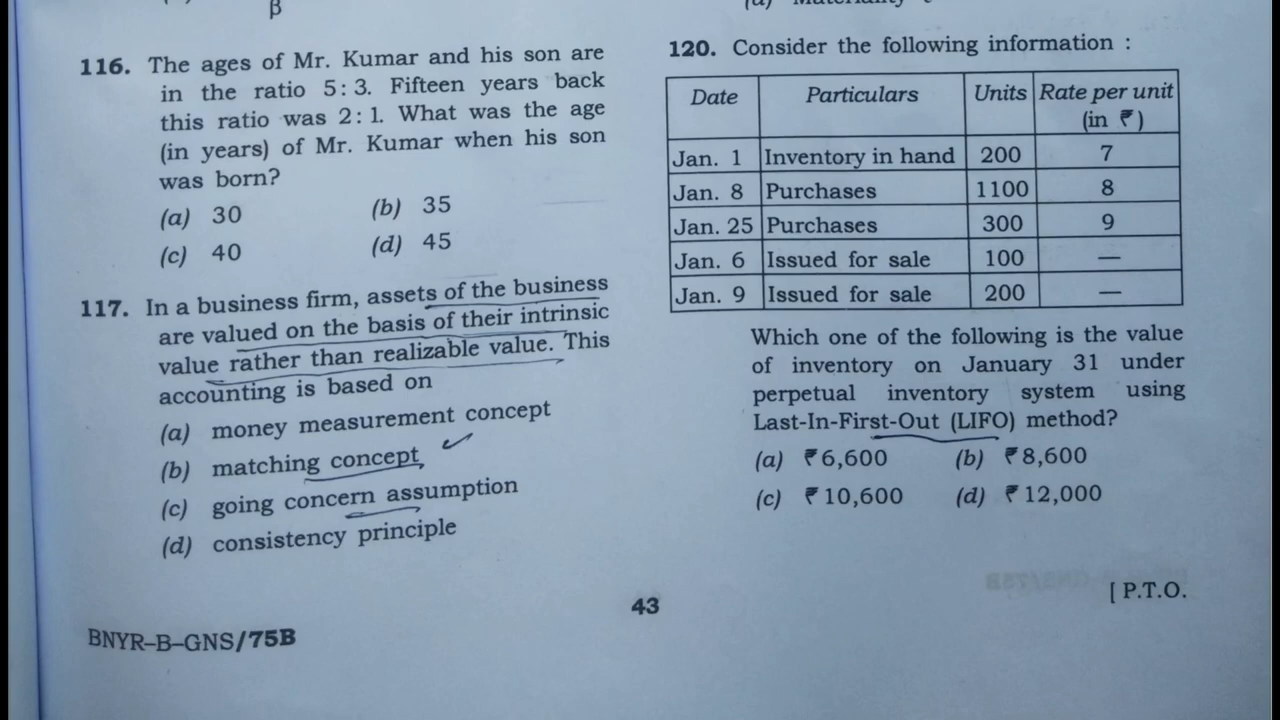 β
116. The ages of Mr. Kumar and his son are
in the ratio 5 : 3. Fifteen years back
this ratio was 2 : 1. What was the age
(in years) of Mr. Kumar when his son
was born?
(a) 30 (b) 35
(c) 40 (d) 45
117. In a business firm, assets of the business
are valued on the basis of their intrinsic
value rather than realizable value. This
accounting is based on
(a) money measurement concept
(b) matching concept
(c) going concern assumption
(d) consistency principle
BNYR–B–GNS/75B
43
120. Consider the following information :
Date Particulars Units Rate per unit
(in ₹)
Jan. 1 Inventory in hand 200 7
Jan. 8 Purchases 1100 8
Jan. 25 Purchases 300 9
Jan. 6 Issued for sale 100 —
Jan. 9 Issued for sale 200 —
Which one of the following is the value
of inventory on January 31 under
perpetual inventory system using
Last-In-First-Out (LIFO) method?
(a) ₹ 6,600 (b) ₹ 8,600
(c) ₹ 10,600 (d) ₹ 12,000
[ P.T.O.